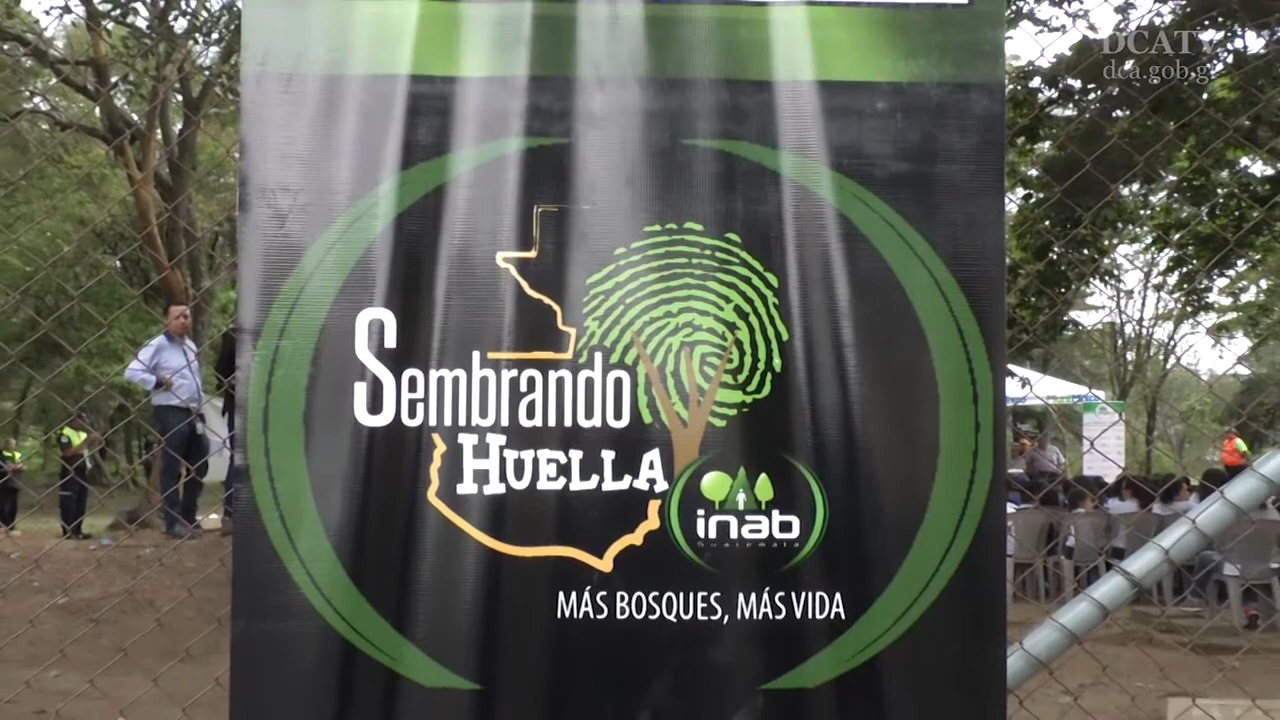 DCATV
dca.gob.gt
Sembrando
HUELLA
inab
Guatemala
MÁS BOSQUES, MÁS VIDA